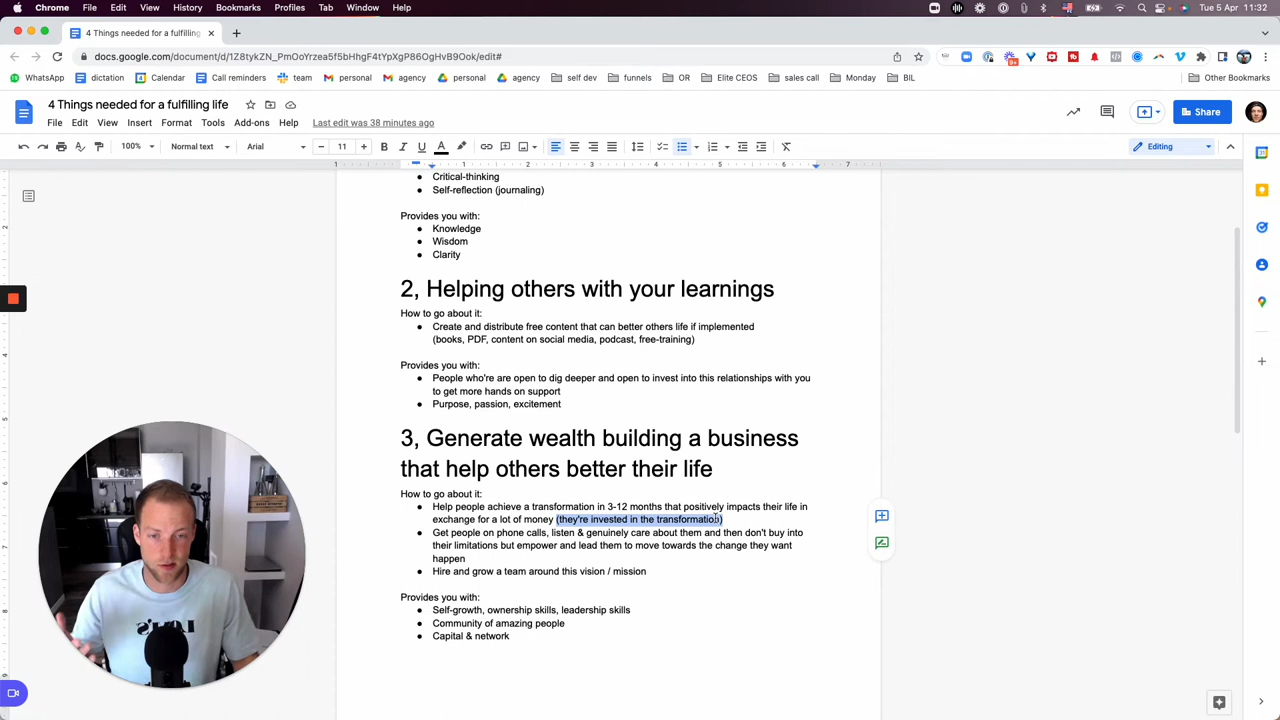 Chrome File Edit View History Bookmarks Profiles Tab Window Help Tue 5 Apr 11:32
4 Things needed for a fulfilling
docs.google.com/document/d/1Z8tykZN_PmOoYrzea5f5bHhgF4tYpXgP86OgHvB9Ook/edit#
WhatsApp dictation Calendar Call reminders team personal agency personal agency self dev funnels OR Elite CEOS sales call Monday BIL Other Bookmarks
4 Things needed for a fulfilling life
File Edit View Insert Format Tools Add-ons Help Last edit was 38 minutes ago
Share
100% Normal text Arial 11 Editing
Critical-thinking
Self-reflection (journaling)
Provides you with:
Knowledge
Wisdom
Clarity
2, Helping others with your learnings
How to go about it:
Create and distribute free content that can better others life if implemented
(books, PDF, content on social media, podcast, free-training)
Provides you with:
People who're are open to dig deeper and open to invest into this relationships with you
to get more hands on support
Purpose, passion, excitement
3, Generate wealth building a business
that help others better their life
How to go about it:
Help people achieve a transformation in 3-12 months that positively impacts their life in
exchange for a lot of money (they're invested in the transformation)
Get people on phone calls, listen & genuinely care about them and then don't buy into
their limitations but empower and lead them to move towards the change they want
happen
Hire and grow a team around this vision / mission
Provides you with:
Self-growth, ownership skills, leadership skills
Community of amazing people
Capital & network